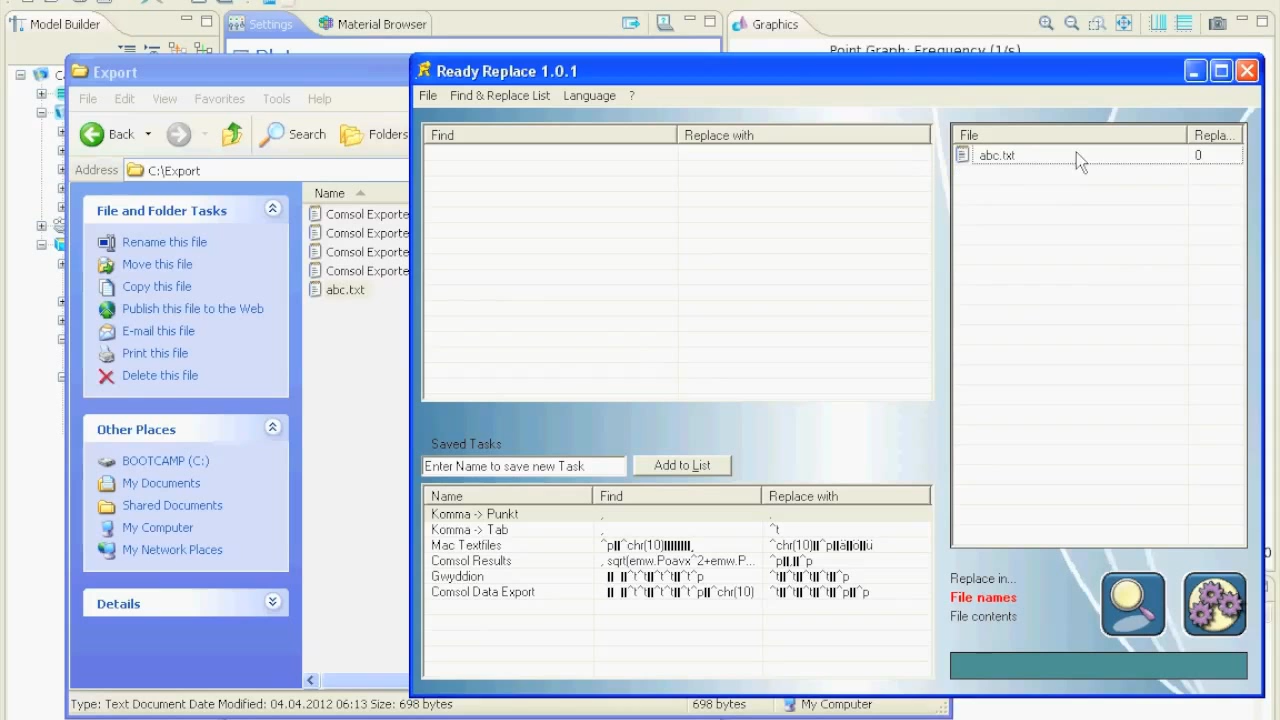 Model Builder
Settings
Material Browser
Graphics
Point Graph: Frequency (1/s)
Export
File Edit View Favorites Tools Help
Back
Search
Folders
Address
C:\Export
File and Folder Tasks
Rename this file
Move this file
Copy this file
Publish this file to the Web
E-mail this file
Print this file
Delete this file
Other Places
BOOTCAMP (C:)
My Documents
Shared Documents
My Computer
My Network Places
Details
Name
Comsol Exporte
Comsol Exporte
Comsol Exporte
Comsol Exporte
abc.txt
Type: Text Document Date Modified: 04.04.2012 06:13 Size: 698 bytes
698 bytes
My Computer
Ready Replace 1.0.1
File Find & Replace List Language ?
Find Replace with
File Repla...
abc.txt 0
Saved Tasks
Enter Name to save new Task
Add to List
Name Find Replace with
Komma -> Punkt , .
Komma -> Tab , ^t
Mac Textfiles
Comsol Results , sqrt(emw.Poavx^2+emw.P...
Gwyddion
Comsol Data Export
Replace in...
File names
File contents